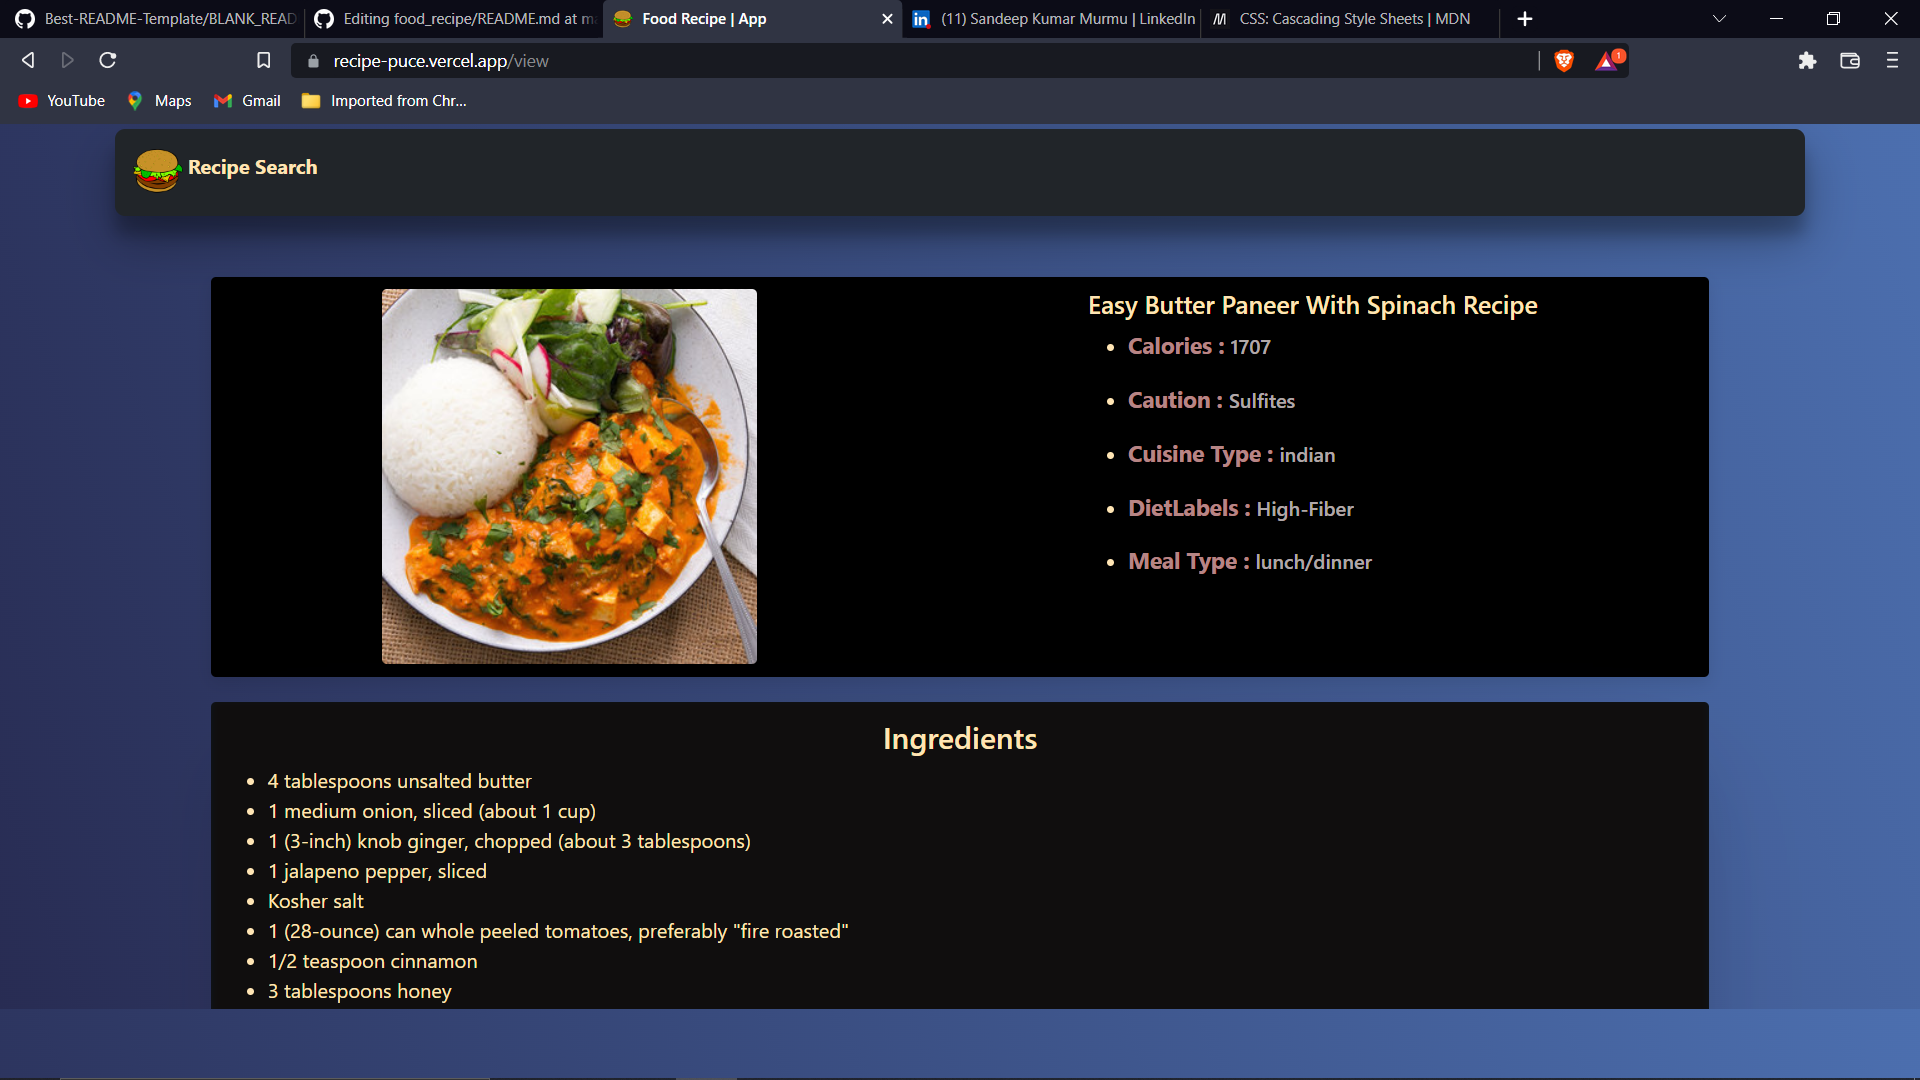 Best-README-Template/BLANK_READ
Editing food_recipe/README.md at m
Food Recipe | App
(11) Sandeep Kumar Murmu | LinkedIn
CSS: Cascading Style Sheets | MDN
recipe-puce.vercel.app/view
1
YouTube
Maps
Gmail
Imported from Chr...
Recipe Search
Easy Butter Paneer With Spinach Recipe
• Calories : 1707
• Caution : Sulfites
• Cuisine Type : indian
• DietLabels : High-Fiber
• Meal Type : lunch/dinner
Ingredients
• 4 tablespoons unsalted butter
• 1 medium onion, sliced (about 1 cup)
• 1 (3-inch) knob ginger, chopped (about 3 tablespoons)
• 1 jalapeno pepper, sliced
• Kosher salt
• 1 (28-ounce) can whole peeled tomatoes, preferably "fire roasted"
• 1/2 teaspoon cinnamon
• 3 tablespoons honey